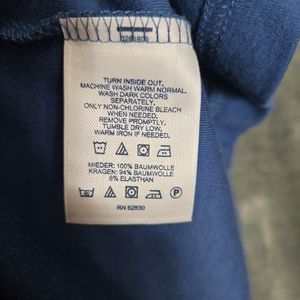 TURN INSIDE OUT,
MACHINE WASH WARM NORMAL,
WASH DARK COLORS
SEPARATELY,
ONLY NON-CHLORINE BLEACH
WHEN NEEDED,
REMOVE PROMPTLY,
TUMBLE DRY LOW,
WARM IRON IF NEEDED.
MIEDER: 100% BAUMWOLLE
KRAGEN: 94% BAUMWOLLE
6% ELASTHAN
RN 62830